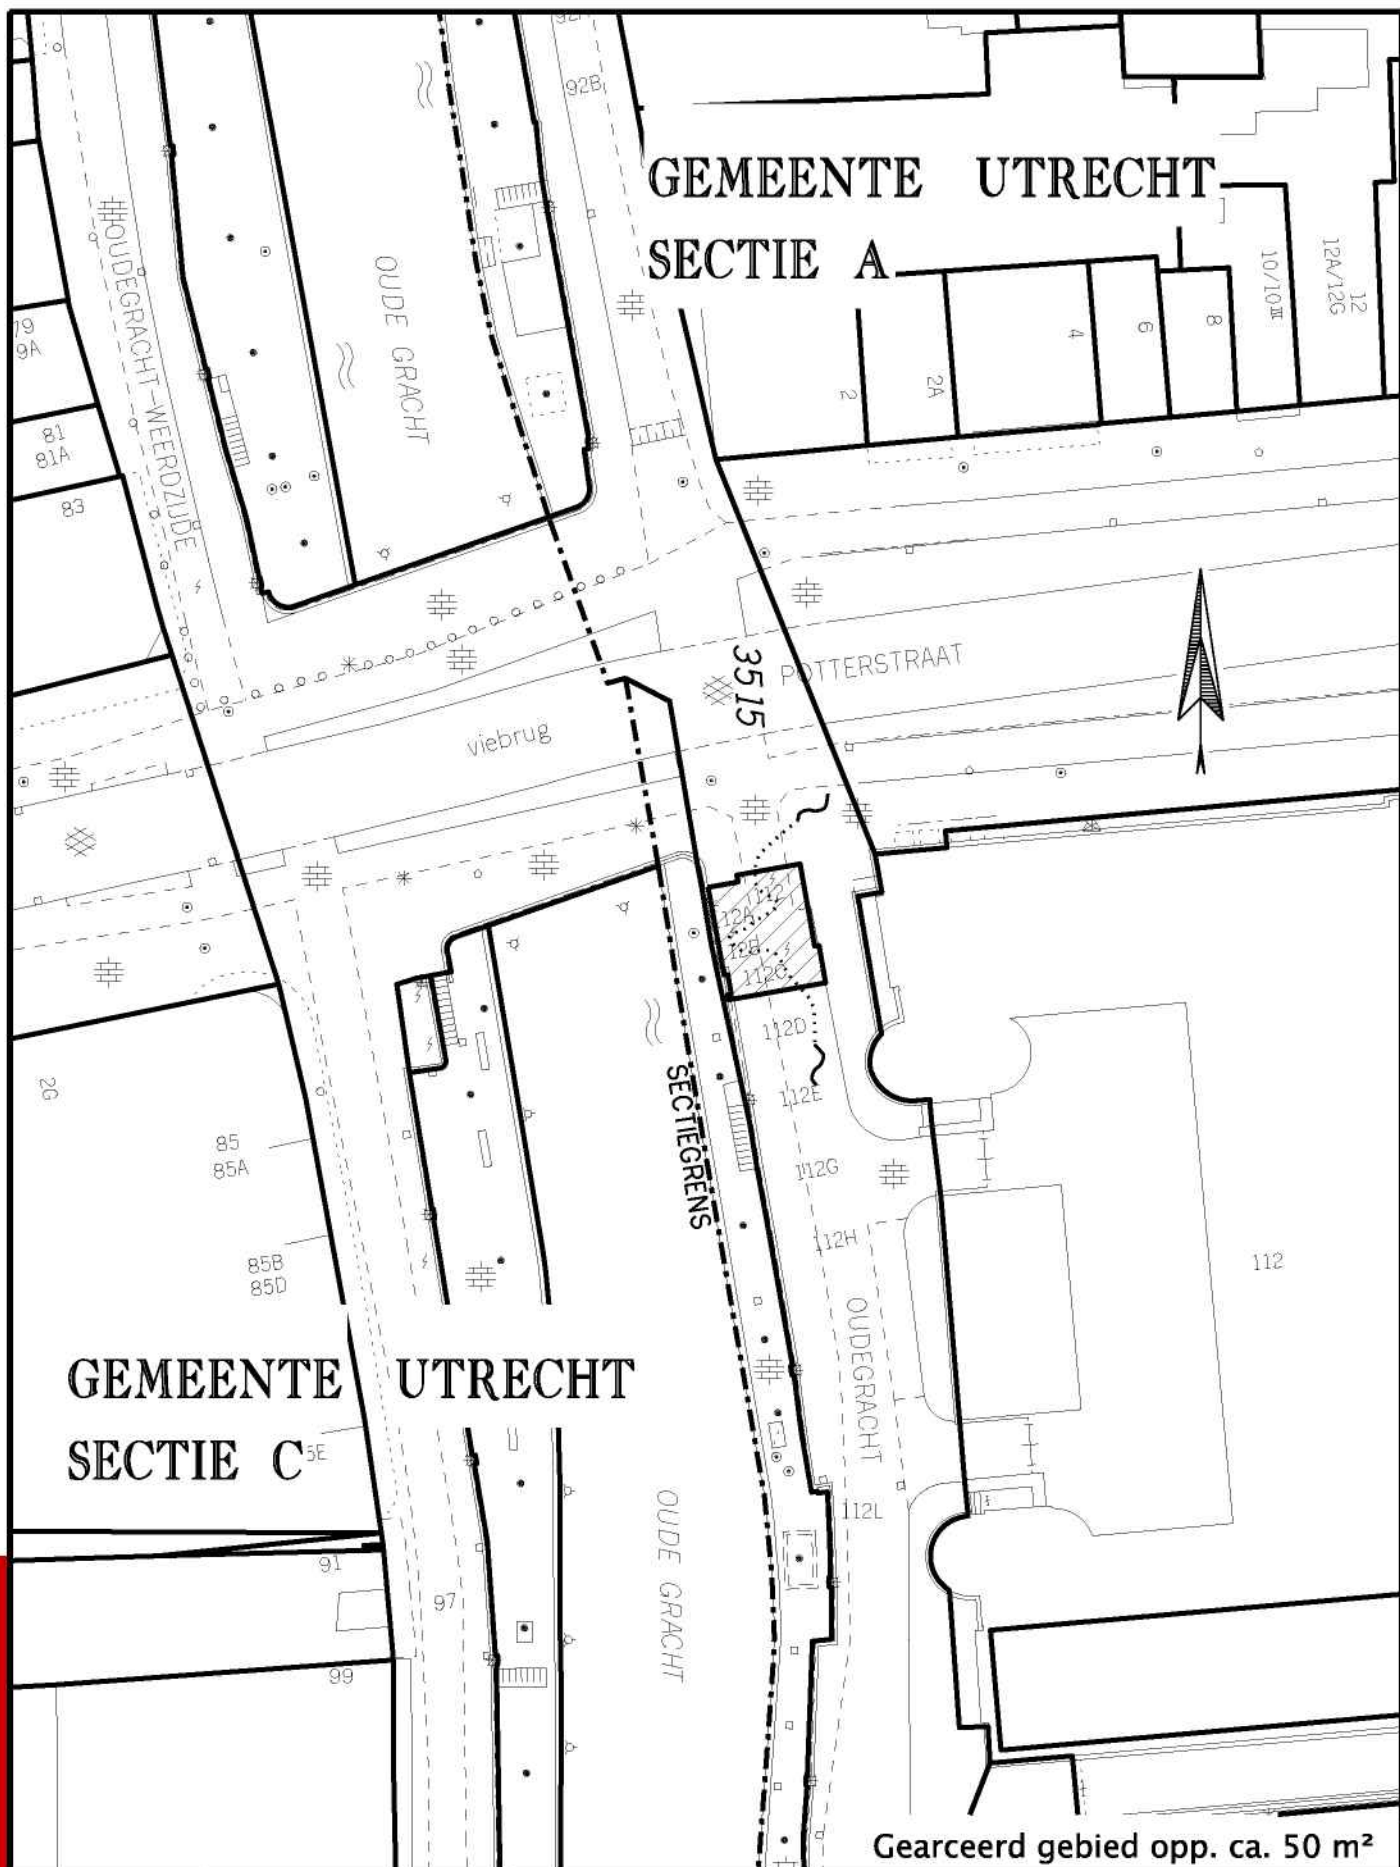 92B
GEMEENTE UTRECHT
SECTIE A
OUDEGRACHT-WEERDZIJDE
OUDE GRACHT
79
9A
81
81A
83
2
2A
4
6
8
10/10III
12A/12G
12
POTTERSTRAAT
3515
viebrug
112
12A
12B
112C
112D
112E
112G
112H
112L
112
SECTIEGRENS
OUDEGRACHT
2G
85
85A
85B
85D
GEMEENTE UTRECHT
SECTIE C
5E
OUDE GRACHT
91
97
99
Gearceerd gebied opp. ca. 50 m²